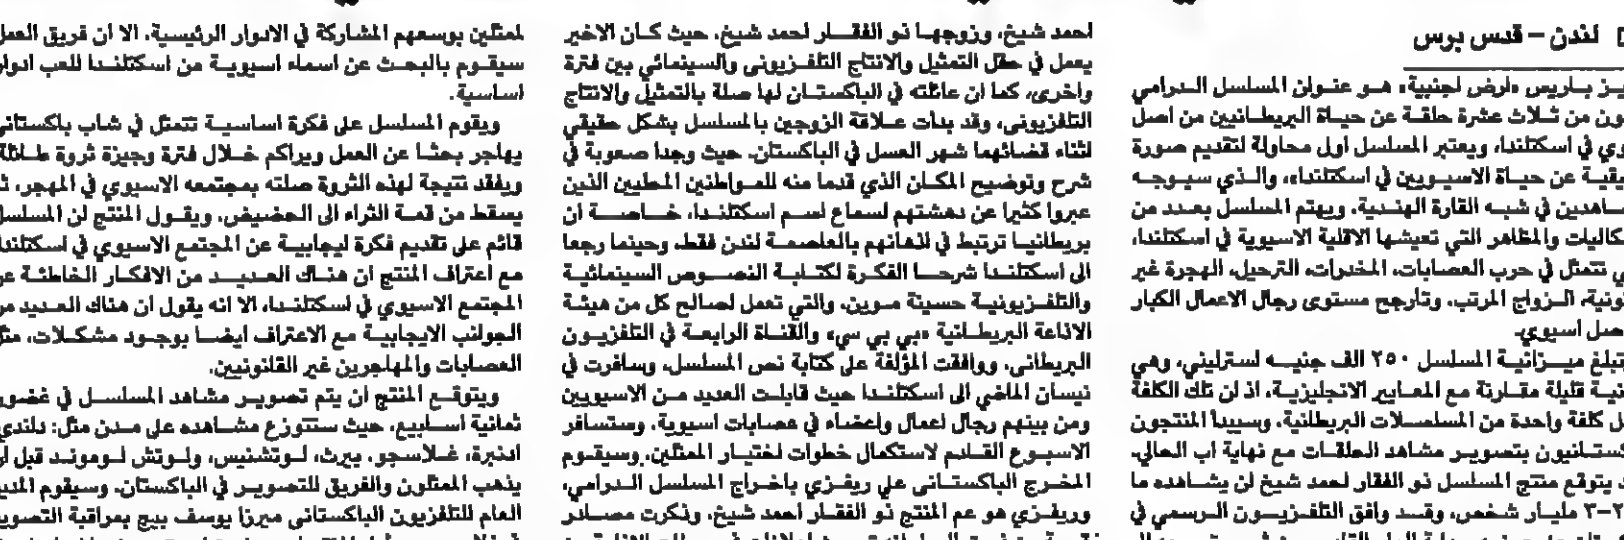 لندن – قدس برس
باريس «ارض اجنبية» هو عنوان المسلسل الدرامي
من ثلاث عشرة حلقة عن حياة البريطانيين من اصل
في اسكتلندا، ويعتبر المسلسل اول محاولة لتقديم صورة
عن حياة الاسيويين في اسكتلندا»، والذي سيوجه
في شبه القارة الهندية. ويهتم المسلسل بعدد من
والمظاهر التي تعيشها الاقلية الاسيوية في اسكتلندا،
تتمثل في حرب العصابات، المخدرات، الترحيل، الهجرة غير
الزواج المرتب، وتأرجح مستوى رجال الاعمال الكبار
اسيوي.
ميزانية المسلسل ٢٥٠ الف جنيه استرليني، وهي
قليلة مقارنة مع المعايير الانجليزية، اذ ان تلك الكلفة
كلفة واحدة من المسلسلات البريطانية. وسيبدأ المنتجون
بتصوير مشاهد الحلقات مع نهاية اب الحالي.
يتوقع منتج المسلسل ذو الفقار احمد شيخ ان يشاهده ما
٢-٣ مليار شخص، وقد وافق التلفزيون الرسمي في
احمد شيخ، وزوجها ذو الفقار احمد شيخ، حيث كان الاخير
يعمل في حقل التمثيل والانتاج التلفزيوني والسينمائي بين فترة
واخرى، كما ان عائلته في الباكستان لها صلة بالتمثيل والانتاج
التلفزيوني، وقد بدأت علاقة الزوجين بالمسلسل بشكل حقيقي
اثناء قضائهما شهر العسل في الباكستان. حيث وجدا صعوبة في
شرح وتوضيح المكان الذي قدما منه للمواطنين المحليين الذين
عبروا كثيرا عن دهشتهم لسماع اسم اسكتلندا، خاصة ان
بريطانيا ترتبط في اذهانهم بالعاصمة لندن فقط. وحينما رجعا
الى اسكتلندا شرحا الفكرة لكتابة النصوص السينمائية
والتلفزيونية حسينة موين، والتي تعمل لصالح كل من هيئة
الاذاعة البريطانية «بي بي سي» والقناة الرابعة في التلفزيون
البريطاني. ووافقت المؤلفة على كتابة نص المسلسل. وسافرت في
نيسان الماضي الى اسكتلندا حيث قابلت العديد من الاسيويين
ومن بينهم رجال اعمال واعضاء في عصابات اسيوية. وستسافر
الاسبوع القادم لاستكمال خطوات اختيار الممثلين. وسيقوم
المخرج الباكستاني علي ريفزي باخراج المسلسل الدرامي،
وريفزي هو عم المنتج ذو الفقار احمد شيخ. وذكرت مصادر
لممثلين بوسعهم المشاركة في الادوار الرئيسية. الا ان فريق العمل
سيقوم بالبحث عن اسماء اسيوية من اسكتلندا للعب ادوار
اساسية.
ويقوم المسلسل على فكرة اساسية تتمثل في شاب باكستاني
يهاجر بحثا عن العمل ويراكم خلال فترة وجيزة ثروة طائلة
ويفقد نتيجة لهذه الثروة صلته بمجتمعه الاسيوي في المهجر،
يسقط من قمة الثراء الى الحضيض. ويقول المنتج ان المسلسل
قائم على تقديم فكرة ايجابية عن المجتمع الاسيوي في اسكتلندا
مع اعتراف المنتج ان هناك العديد من الافكار الخاطئة عن
المجتمع الاسيوي في اسكتلندا، الا انه يقول ان هناك العديد من
الجوانب الايجابية مع الاعتراف ايضا بوجود مشكلات، مثل
العصابات والمهاجرين غير القانونيين.
ويتوقع المنتج ان يتم تصوير مشاهد المسلسل في غضون
ثمانية اسابيع، حيث ستتوزع مشاهده على مدن مثل: دلندي
ادنبرة، غلاسجو، بيرث، لوتشنيس، ولوتش لوموند قبل ان
يذهب الممثلون والفريق للتصوير في الباكستان. وسيقوم المدير
العام للتلفزيون الباكستاني ميرزا يوسف بيج بمراقبة التصوير